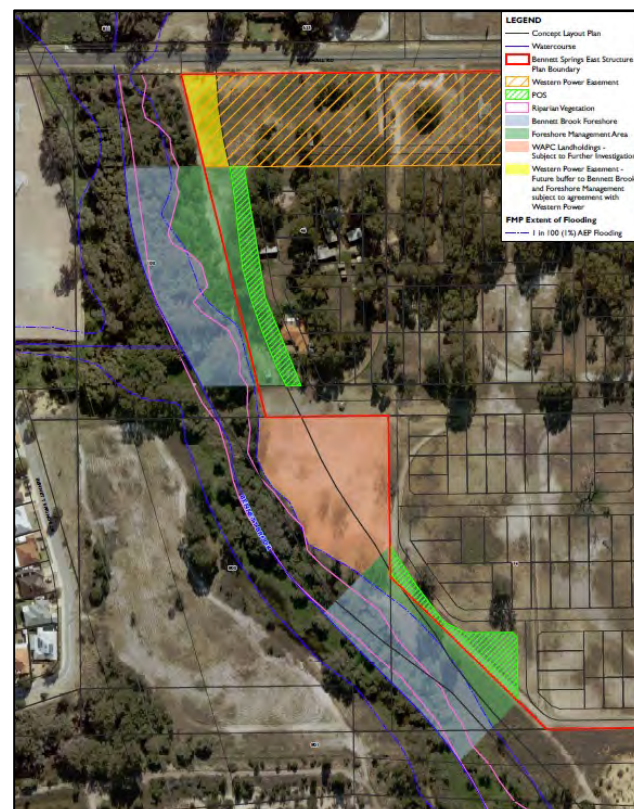 LEGEND
Concept Layout Plan
Watercourse
Bennett Springs East Structure
Plan Boundary
Western Power Easement
POS
Riparian Vegetation
Bennett Brook Foreshore
Foreshore Management Area
WAPC Landholdings -
Subject to Further Investigation
Western Power Easement -
Future buffer to Bennett Brook
and Foreshore Management
subject to agreement with
Western Power
FMP Extent of Flooding
1 in 100 (1%) AEP Flooding